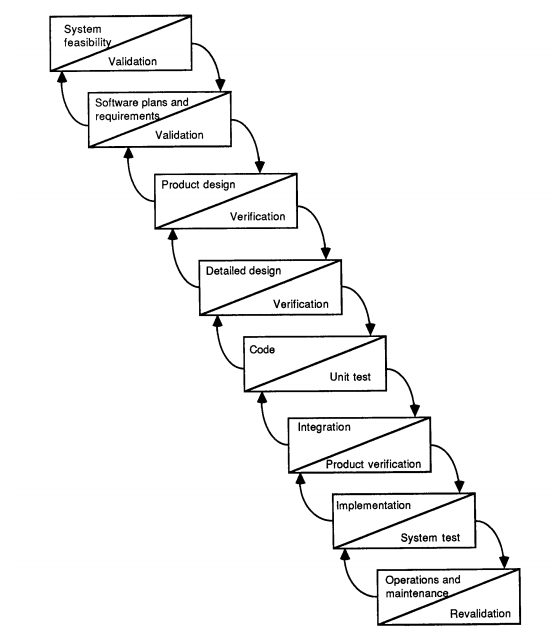 System
feasibility
Validation
Software plans and
requirements
Validation
Product design
Verification
Detailed design
Verification
Code
Unit test
Integration
Product verification
Implementation
System test
Operations and
maintenance
Revalidation